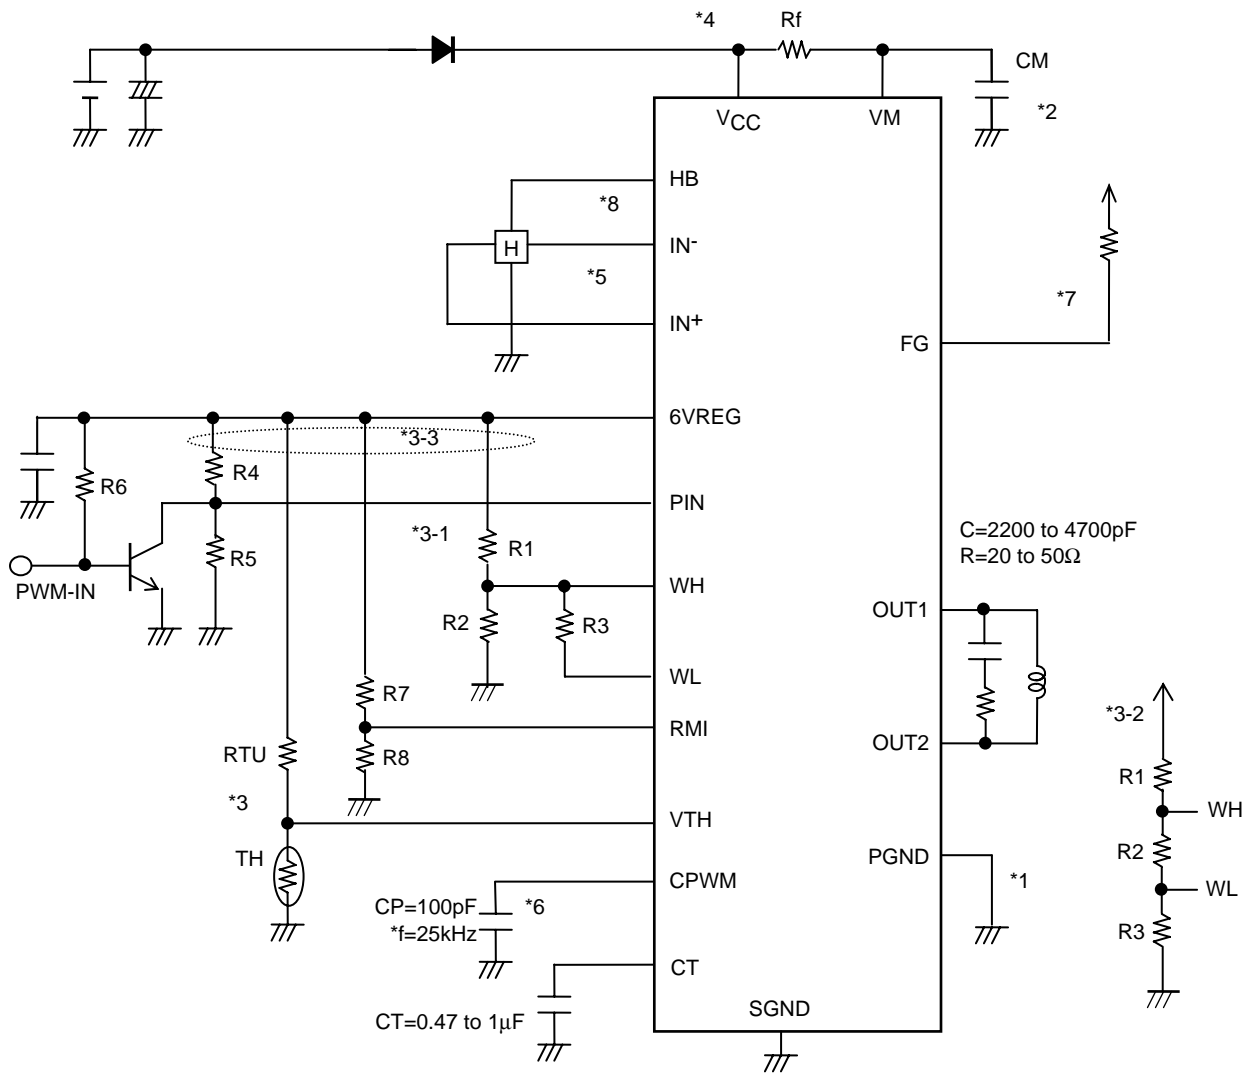 *4
Rf
CM
*2
VCC
VM
HB
*8
H
IN-
*5
IN+
*7
FG
6VREG
*3-3
R4
R6
PIN
*3-1
R1
R5
PWM-IN
C=2200 to 4700pF
R=20 to 50Ω
WH
R2
R3
OUT1
WL
R7
*3-2
RMI
OUT2
RTU
R8
R1
*3
VTH
WH
TH
R2
PGND
*1
CPWM
WL
CP=100pF
*6
*f=25kHz
R3
CT
SGND
CT=0.47 to 1μF